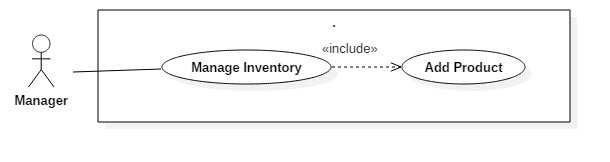 .
«include»
Manage Inventory
Add Product
Manager